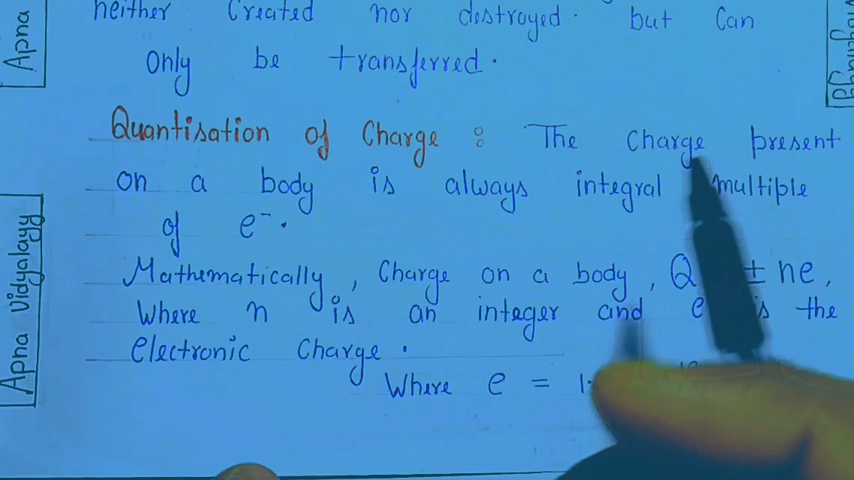 neither created nor destroyed. but can
only be transferred.
Quantisation of Charge : The charge present
on a body is always integral multiple
of e⁻.
Mathematically, Charge on a body, Q ± ne,
Where n is an integer and e is the
electronic charge.
Where e = 1.
Apna
Apna Vidyalayy